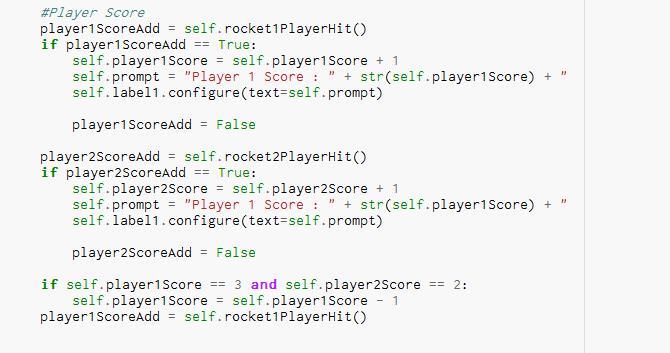 #Player Score
player1ScoreAdd = self.rocket1PlayerHit()
if player1ScoreAdd == True:
self.player1Score = self.player1Score + 1
self.prompt = "Player 1 Score : " + str(self.player1Score) + "
self.label1.configure(text=self.prompt)
player1ScoreAdd = False
player2ScoreAdd = self.rocket2PlayerHit()
if player2ScoreAdd == True:
self.player2Score = self.player2Score + 1
self.prompt = "Player 1 Score : " + str(self.player1Score) + "
self.label1.configure(text=self.prompt)
player2ScoreAdd = False
if self.player1Score == 3 and self.player2Score == 2:
self.player1Score = self.player1Score - 1
player1ScoreAdd = self.rocket1PlayerHit()